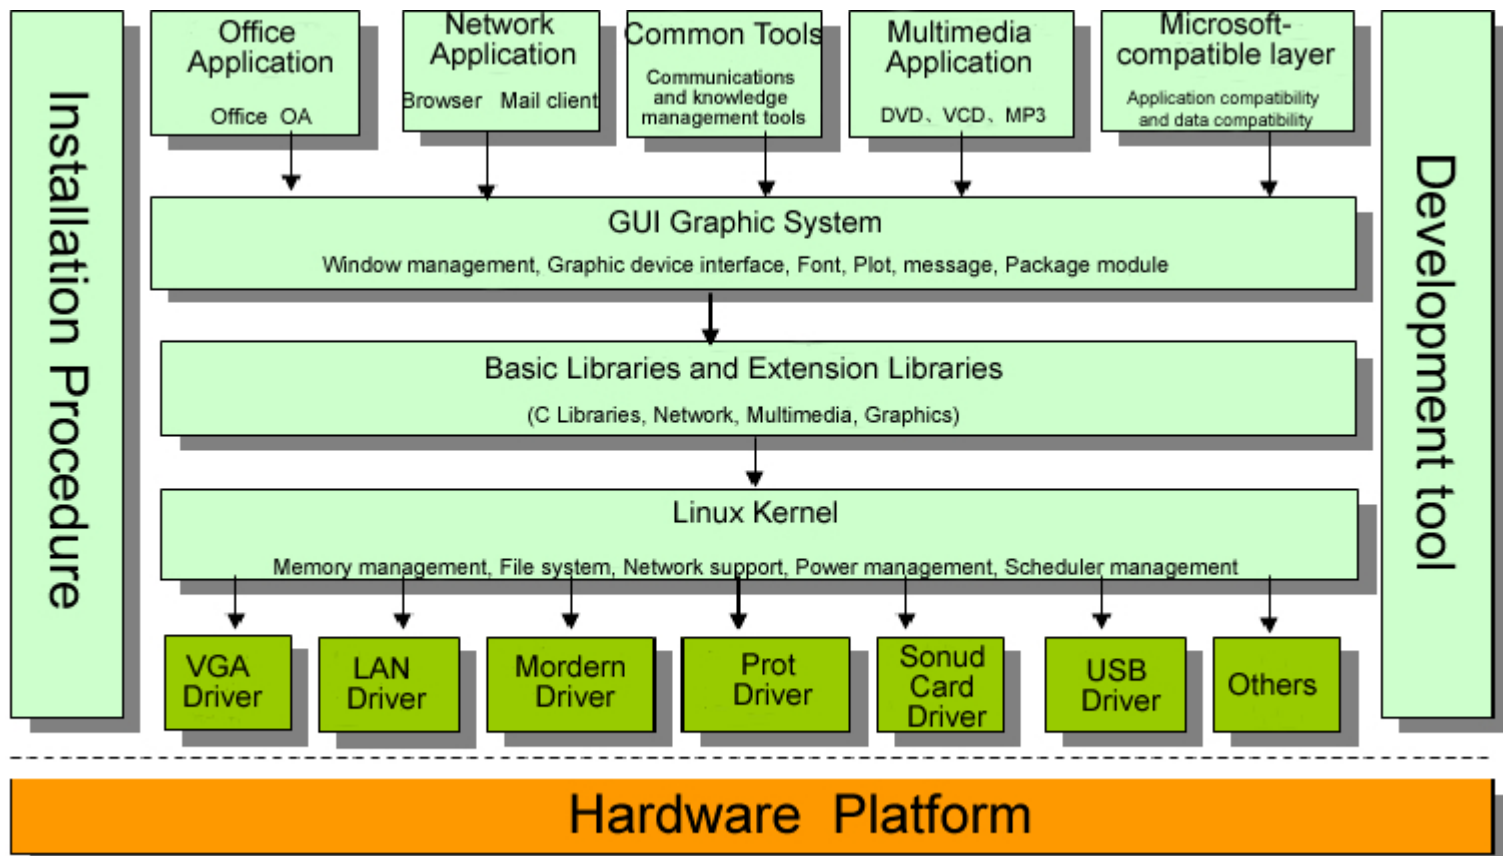 Installation Procedure
Office
Application
Office OA
Network
Application
Browser Mail client
Common Tools
Communications
and knowledge
management tools
Multimedia
Application
DVD、VCD、MP3
Microsoft-
compatible layer
Application compatibility
and data compatibility
Development tool
GUI Graphic System
Window management, Graphic device interface, Font, Plot, message, Package module
Basic Libraries and Extension Libraries
(C Libraries, Network, Multimedia, Graphics)
Linux Kernel
Memory management, File system, Network support, Power management, Scheduler management
VGA
Driver
LAN
Driver
Mordern
Driver
Prot
Driver
Sonud
Card
Driver
USB
Driver
Others
Hardware Platform